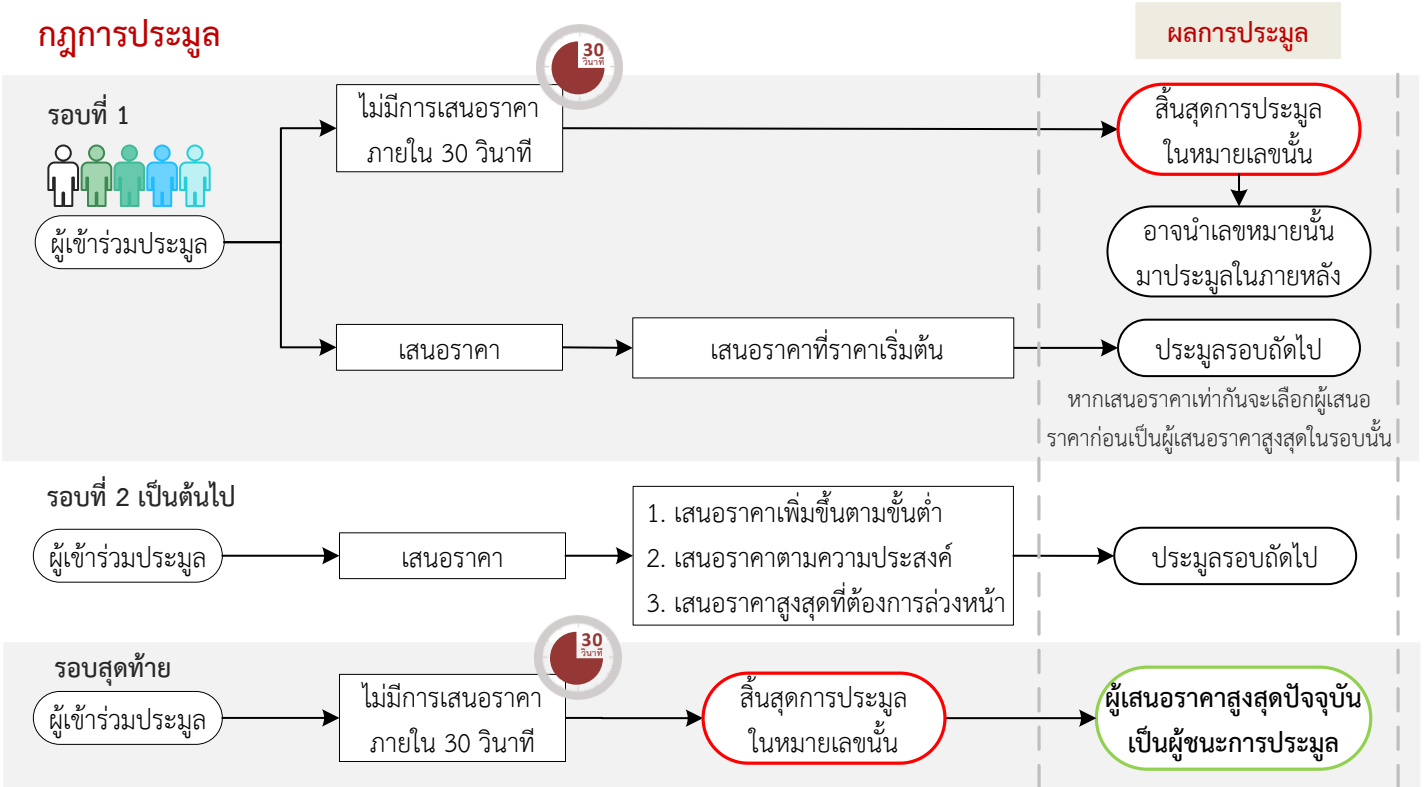 กฎการประมูล
ผลการประมูล
30
วินาที
รอบที่ 1
ผู้เข้าร่วมประมูล
ไม่มีการเสนอราคา
ภายใน 30 วินาที
สิ้นสุดการประมูล
ในหมายเลขนั้น
อาจนำเลขหมายนั้น
มาประมูลในภายหลัง
เสนอราคา
เสนอราคาที่ราคาเริ่มต้น
ประมูลรอบถัดไป
หากเสนอราคาเท่ากันจะเลือกผู้เสนอ
ราคาก่อนเป็นผู้เสนอราคาสูงสุดในรอบนั้น
รอบที่ 2 เป็นต้นไป
ผู้เข้าร่วมประมูล
เสนอราคา
1. เสนอราคาเพิ่มขึ้นตามขั้นต่ำ
2. เสนอราคาตามความประสงค์
3. เสนอราคาสูงสุดที่ต้องการล่วงหน้า
ประมูลรอบถัดไป
30
วินาที
รอบสุดท้าย
ผู้เข้าร่วมประมูล
ไม่มีการเสนอราคา
ภายใน 30 วินาที
สิ้นสุดการประมูล
ในหมายเลขนั้น
ผู้เสนอราคาสูงสุดปัจจุบัน
เป็นผู้ชนะการประมูล